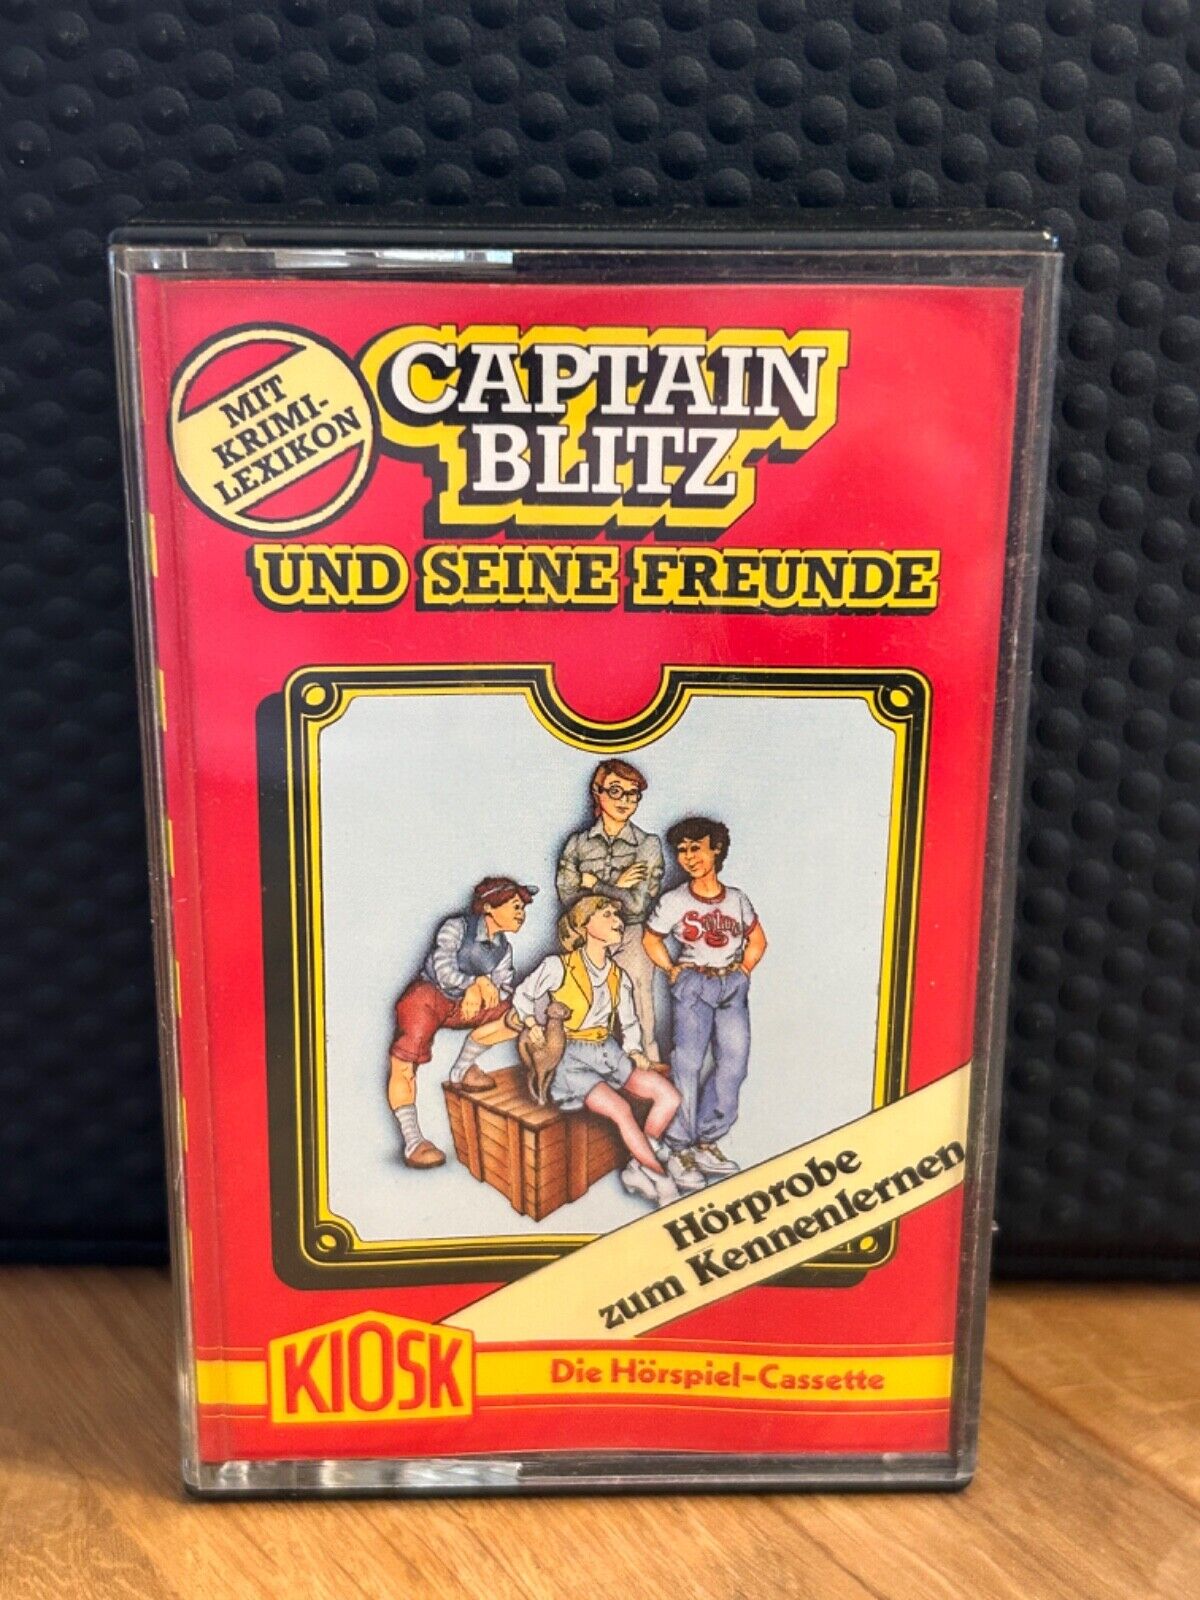 MIT
KRIMI-
LEXIKON
CAPTAIN
BLITZ
UND SEINE FREUNDE
Hörprobe
zum Kennenlernen
KIOSK
Die Hörspiel-Cassette